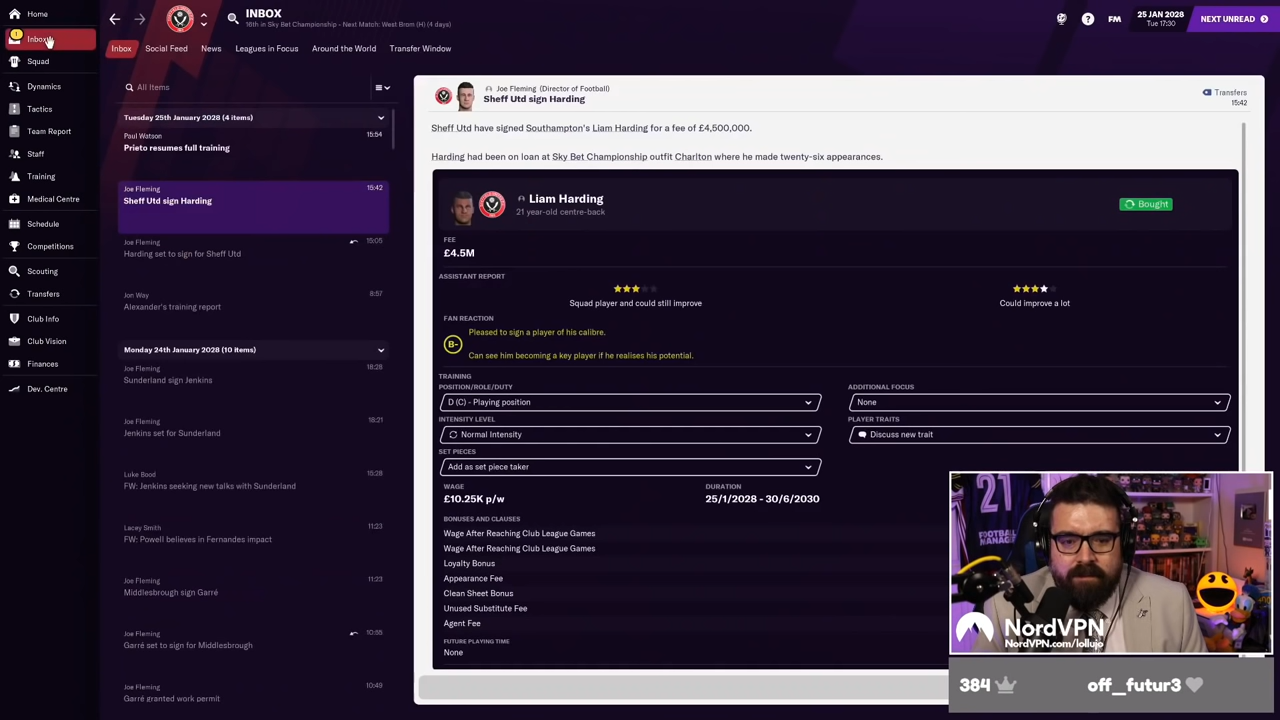 Home
Inbox
Squad
Dynamics
Tactics
Team Report
Staff
Training
Medical Centre
Schedule
Competitions
Scouting
Transfers
Club Info
Club Vision
Finances
Dev. Centre
INBOX
16th in Sky Bet Championship - Next Match: West Brom (H) (4 days)
FM
25 JAN 2028
Tue 17:30
NEXT UNREAD
Inbox
Social Feed
News
Leagues in Focus
Around the World
Transfer Window
All Items
Tuesday 25th January 2028 (4 items)
Paul Watson 15:54
Prieto resumes full training
Joe Fleming 15:42
Sheff Utd sign Harding
Joe Fleming 15:05
Harding set to sign for Sheff Utd
Jon Way 8:57
Alexander's training report
Monday 24th January 2028 (10 items)
Joe Fleming 18:28
Sunderland sign Jenkins
Joe Fleming 18:21
Jenkins set for Sunderland
Luke Bood 15:28
FW: Jenkins seeking new talks with Sunderland
Lacey Smith 11:23
FW: Powell believes in Fernandes impact
Joe Fleming 11:23
Middlesbrough sign Garré
Joe Fleming 10:55
Garré set to sign for Middlesbrough
Joe Fleming 10:49
Garré granted work permit
Joe Fleming (Director of Football)
Sheff Utd sign Harding
Transfers
15:42
Sheff Utd have signed Southampton's Liam Harding for a fee of £4,500,000.
Harding had been on loan at Sky Bet Championship outfit Charlton where he made twenty-six appearances.
Liam Harding
21 year-old centre-back
Bought
FEE
£4.5M
ASSISTANT REPORT
Squad player and could still improve
Could improve a lot
FAN REACTION
B-
Pleased to sign a player of his calibre.
Can see him becoming a key player if he realises his potential.
TRAINING
POSITION/ROLE/DUTY
D (C) - Playing position
ADDITIONAL FOCUS
None
INTENSITY LEVEL
Normal Intensity
PLAYER TRAITS
Discuss new trait
SET PIECES
Add as set piece taker
WAGE
£10.25K p/w
DURATION
25/1/2028 - 30/6/2030
BONUSES AND CLAUSES
Wage After Reaching Club League Games
Wage After Reaching Club League Games
Loyalty Bonus
Appearance Fee
Clean Sheet Bonus
Unused Substitute Fee
Agent Fee
FUTURE PLAYING TIME
None
21
FOOTBALL
NordVPN
NordVPN.com/lollujo
384
off_futur3